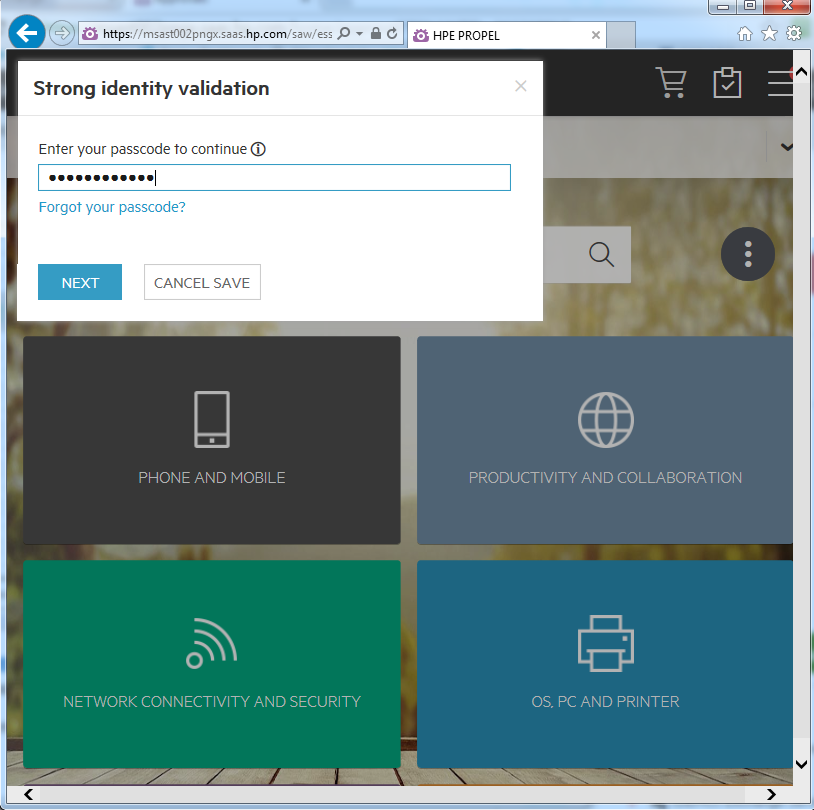 https://msast002pngx.saas.hp.com/saw/ess
HPE PROPEL
Strong identity validation
Enter your passcode to continue
Forgot your passcode?
NEXT
CANCEL SAVE
PHONE AND MOBILE
PRODUCTIVITY AND COLLABORATION
NETWORK CONNECTIVITY AND SECURITY
OS, PC AND PRINTER